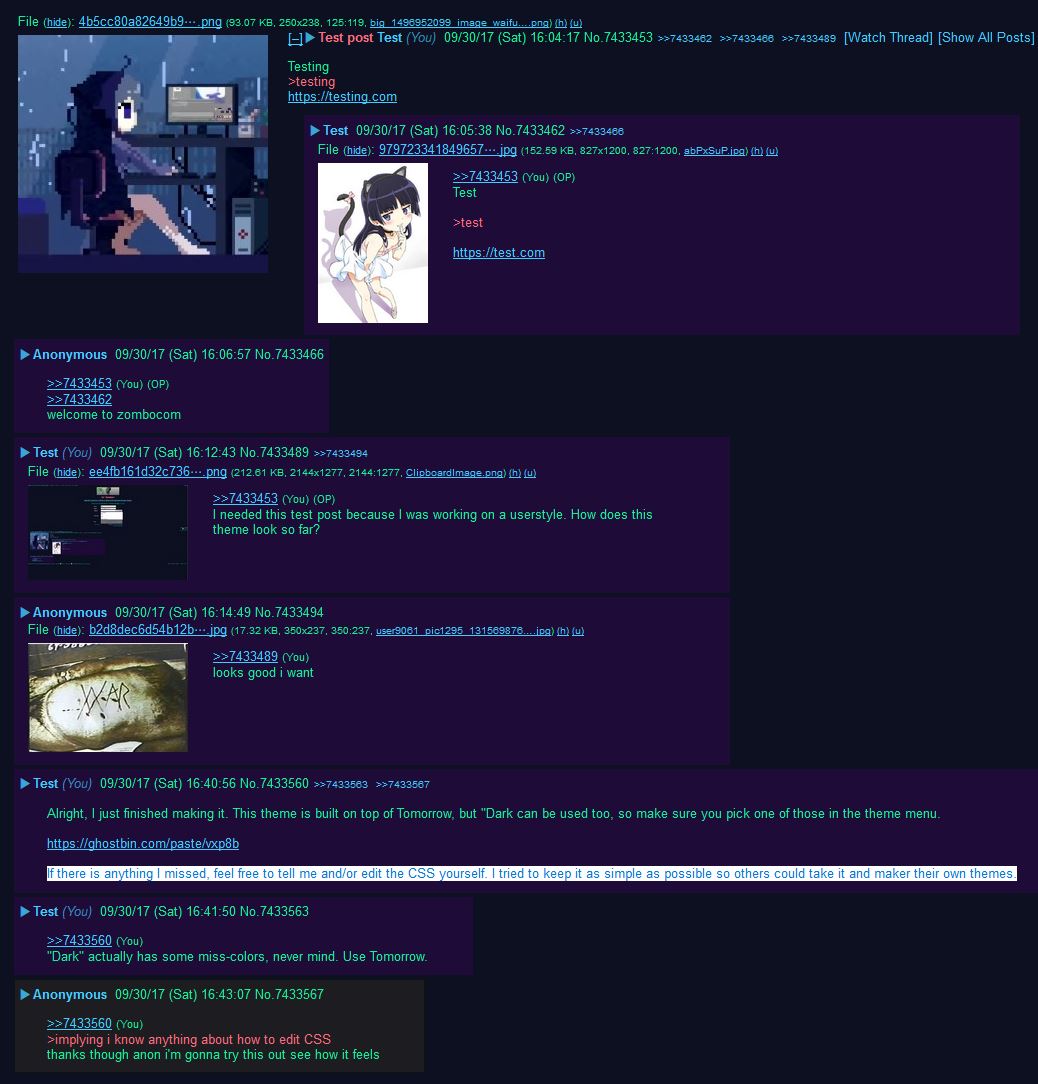 File (hide): 4b5cc80a82649b9⋯.png (93.07 KB, 250x238, 125:119, big_1496952099_image_waifu….png) (h) (u)
[–] ▶ Test post Test (You) 09/30/17 (Sat) 16:04:17 No.7433453 >>7433462 >>7433466 >>7433489 [Watch Thread] [Show All Posts]
Testing
>testing
https://testing.com
▶ Test 09/30/17 (Sat) 16:05:38 No.7433462 >>7433466
File (hide): 979723341849657⋯.jpg (152.59 KB, 827x1200, 827:1200, abPxSuP.jpg) (h) (u)
>>7433453 (You) (OP)
Test
>test
https://test.com
▶ Anonymous 09/30/17 (Sat) 16:06:57 No.7433466
>>7433453 (You) (OP)
>>7433462
welcome to zombocom
▶ Test (You) 09/30/17 (Sat) 16:12:43 No.7433489 >>7433494
File (hide): ee4fb161d32c736⋯.png (212.61 KB, 2144x1277, 2144:1277, ClipboardImage.png) (h) (u)
>>7433453 (You) (OP)
I needed this test post because I was working on a userstyle. How does this
theme look so far?
▶ Anonymous 09/30/17 (Sat) 16:14:49 No.7433494
File (hide): b2d8dec6d54b12b⋯.jpg (17.32 KB, 350x237, 350:237, user9061_pic1295_131569876….jpg) (h) (u)
WAR
>>7433489 (You)
looks good i want
▶ Test (You) 09/30/17 (Sat) 16:40:56 No.7433560 >>7433563 >>7433567
Alright, I just finished making it. This theme is built on top of Tomorrow, but "Dark can be used too, so make sure you pick one of those in the theme menu.
https://ghostbin.com/paste/vxp8b
If there is anything I missed, feel free to tell me and/or edit the CSS yourself. I tried to keep it as simple as possible so others could take it and maker their own themes.
▶ Test (You) 09/30/17 (Sat) 16:41:50 No.7433563
>>7433560 (You)
"Dark" actually has some miss-colors, never mind. Use Tomorrow.
▶ Anonymous 09/30/17 (Sat) 16:43:07 No.7433567
>>7433560 (You)
>implying i know anything about how to edit CSS
thanks though anon i'm gonna try this out see how it feels